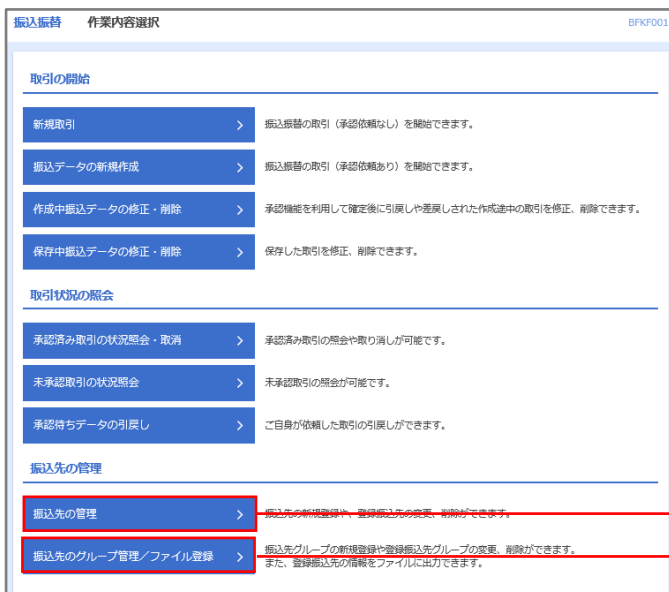 振込振替 作業内容選択 BFKF001
取引の開始
新規取引 振込振替の取引（承認依頼なし）を開始できます。
振込データの新規作成 振込振替の取引（承認依頼あり）を開始できます。
作成中振込データの修正・削除 承認機能を利用して確定後に引戻しや差戻しされた作成途中の取引を修正、削除できます。
保存中振込データの修正・削除 保存した取引を修正、削除できます。
取引状況の照会
承認済み取引の状況照会・取消 承認済み取引の照会や取り消しが可能です。
未承認取引の状況照会 未承認取引の照会が可能です。
承認待ちデータの引戻し ご自身が依頼した取引の引戻しができます。
振込先の管理
振込先の管理 振込先の新規登録や、登録振込先の変更、削除ができます。
振込先のグループ管理／ファイル登録 振込先グループの新規登録や登録振込先グループの変更、削除ができます。
また、登録振込先の情報をファイルに出力できます。